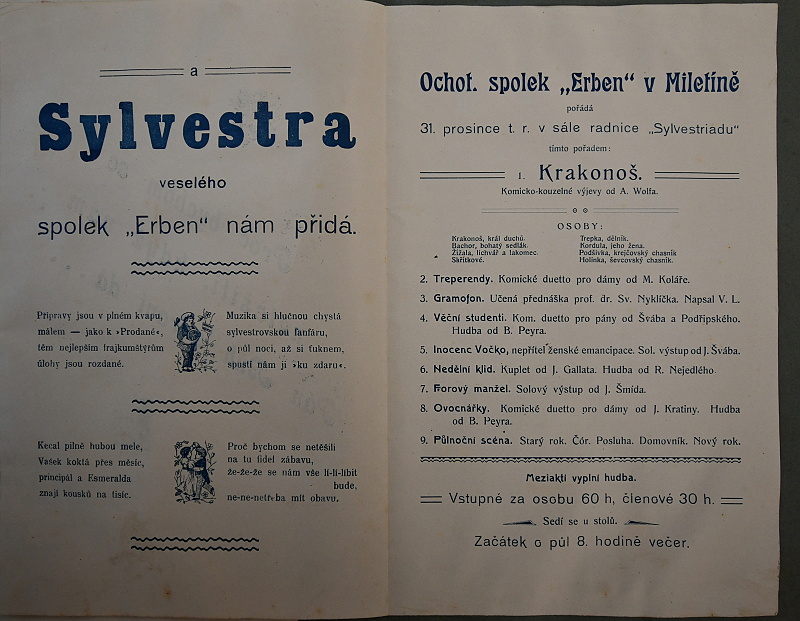 a
Sylvestra
veselého
spolek „Erben“ nám přidá.
Přípravy jsou v plném kvapu,
málem — jako k »Prodané«,
těm nejlepším frajkumštýřům
úlohy jsou rozdané.
Muzika si hlučnou chystá
sylvestrovskou fanfáru,
o půl noci, až si ťuknem,
spustí nám ji »ku zdaru«.
Kecal pilně hubou mele,
Vašek koktá přes měsíc,
principál a Esmeralda
znají kousků na tisíc.
Proč bychom se netěšili
na tu fidel zábavu,
že-že-že se nám vše lí-lí-líbit
bude,
ne-ne-netřeba mít obavu.
Ochot. spolek „Erben“ v Miletíně
pořádá
31. prosince t. r. v sále radnice „Sylvestriadu“
tímto pořadem:
1. Krakonoš.
Komicko-kouzelné výjevy od A. Wolfa.
OSOBY:
Krakonoš, král duchů.
Bachor, bohatý sedlák.
Žížala, lichvář a lakomec.
Skřítkové.
Trepka, dělník.
Kordula, jeho žena.
Podšívka, krejčovský chasník
Holínka, ševcovský chasník.
2. Treperendy. Komické duetto pro dámy od M. Koláře.
3. Gramofon. Učená přednáška prof. dr. Sv. Nyklíčka. Napsal V. L.
4. Věční studenti. Kom. duetto pro pány od Švába a Podřipského.
Hudba od B. Peyra.
5. Inocenc Vočko, nepřítel ženské emancipace. Sol. výstup od J. Švába.
6. Nedělní klid. Kuplet od J. Gallata. Hudba od R. Nejedlého.
7. Forový manžel. Solový výstup od J. Šmída.
8. Ovocnářky. Komické duetto pro dámy od J. Kratiny. Hudba
od B. Peyra.
9. Půlnoční scéna. Starý rok. Čór. Posluha. Domovník. Nový rok.
Meziaktí vyplní hudba.
Vstupné za osobu 60 h, členové 30 h.
Sedí se u stolů.
Začátek o půl 8. hodině večer.